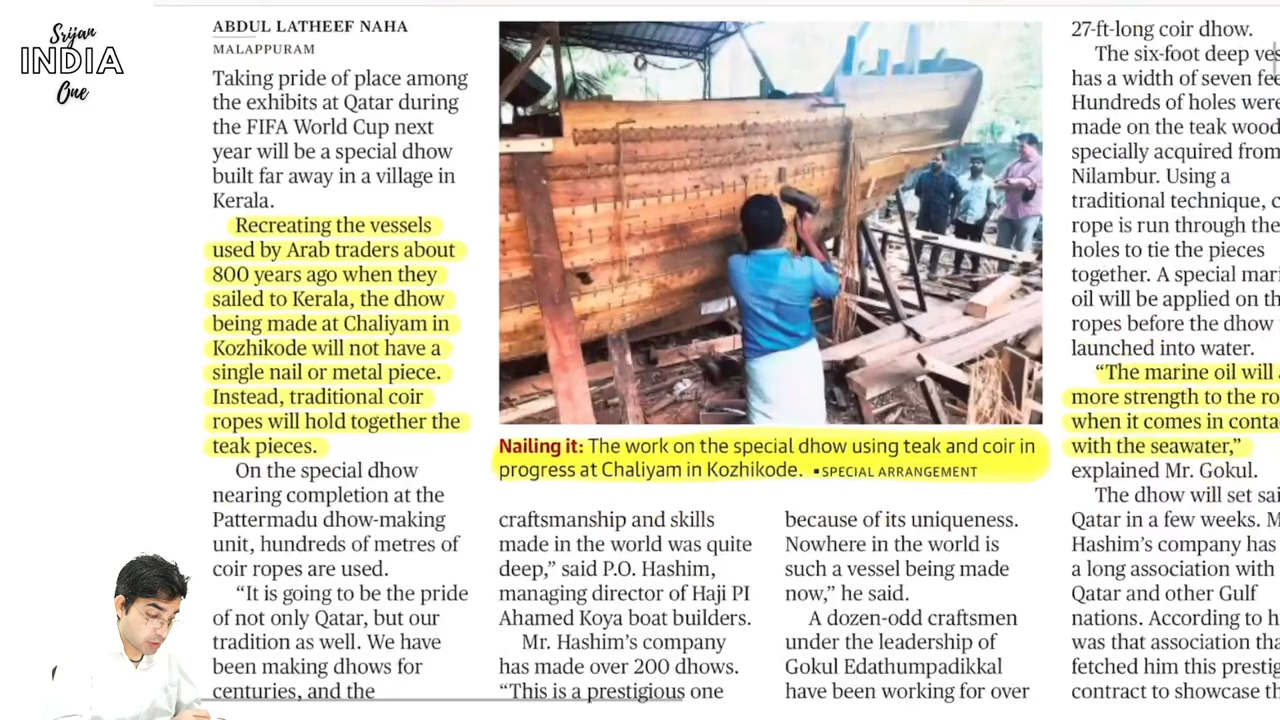 Srijan
INDIA
One
ABDUL LATHEEF NAHA
MALAPPURAM
Taking pride of place among
the exhibits at Qatar during
the FIFA World Cup next
year will be a special dhow
built far away in a village in
Kerala.
Recreating the vessels
used by Arab traders about
800 years ago when they
sailed to Kerala, the dhow
being made at Chaliyam in
Kozhikode will not have a
single nail or metal piece.
Instead, traditional coir
ropes will hold together the
teak pieces.
On the special dhow
nearing completion at the
Pattermadu dhow-making
unit, hundreds of metres of
coir ropes are used.
“It is going to be the pride
of not only Qatar, but our
tradition as well. We have
been making dhows for
centuries, and the
Nailing it: The work on the special dhow using teak and coir in
progress at Chaliyam in Kozhikode. ▪SPECIAL ARRANGEMENT
craftsmanship and skills
made in the world was quite
deep,” said P.O. Hashim,
managing director of Haji PI
Ahamed Koya boat builders.
Mr. Hashim’s company
has made over 200 dhows.
“This is a prestigious one
because of its uniqueness.
Nowhere in the world is
such a vessel being made
now,” he said.
A dozen-odd craftsmen
under the leadership of
Gokul Edathumpadikkal
have been working for over
27-ft-long coir dhow.
The six-foot deep
has a width of seven
Hundreds of holes were
made on the teak wood
specially acquired from
Nilambur. Using a
traditional technique,
rope is run through
holes to tie the pieces
together. A special
oil will be applied on
ropes before the dhow
launched into water.
“The marine oil will
more strength to the
when it comes in
with the seawater,”
explained Mr. Gokul.
The dhow will set
Qatar in a few weeks.
Hashim’s company has
a long association with
Qatar and other Gulf
nations. According to
was that association
fetched him this
contract to showcase